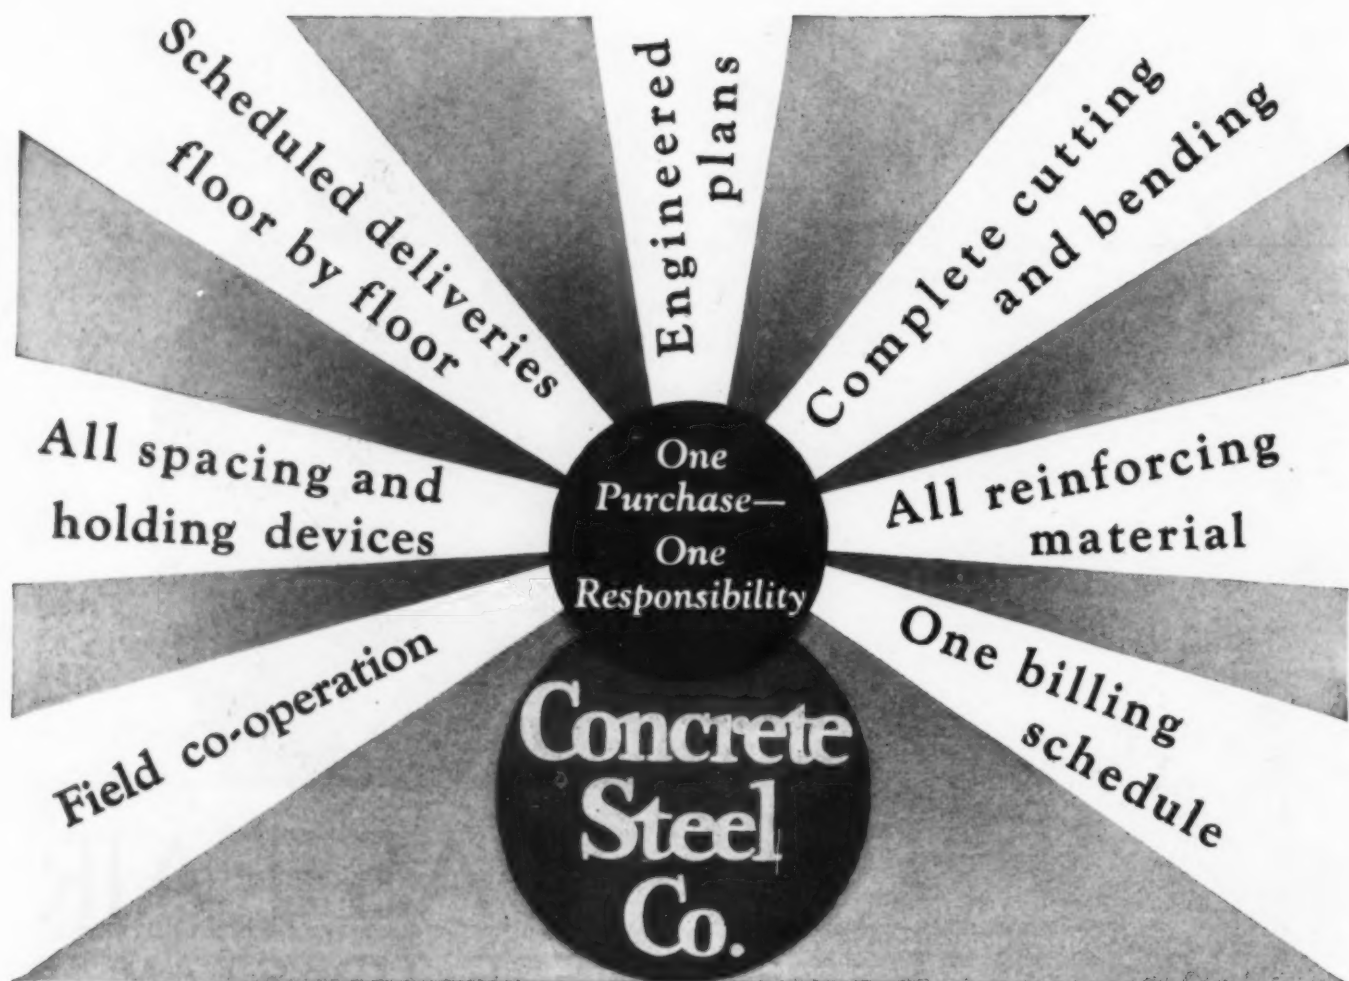 Scheduled deliveries
floor by floor
Engineered
plans
Complete cutting
and bending
All spacing and
holding devices
One
Purchase—
One
Responsibility
All reinforcing
material
Field co-operation
One billing
schedule
Concrete
Steel
Co.